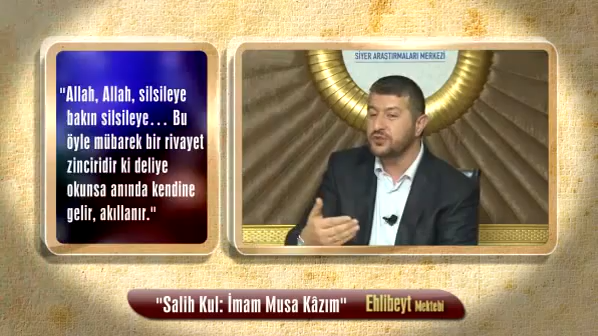 "Allah, Allah, silsileye
bakın silsileye... Bu
öyle mübarek bir rivayet
zinciridir ki deliye
okunsa anında kendine
gelir, akıllanır."
SİYER ARAŞTIRMALARI MERKEZİ
"Salih Kul: İmam Musa Kâzım" Ehlibeyt Mektebi